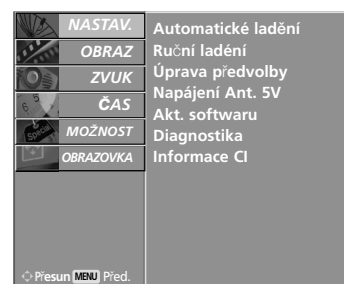 NASTAV.
OBRAZ
ZVUK
ČAS
MOŽNOST
OBRAZOVKA
Automatické ladění
Ruční ladéní
Úprava předvolby
Napájení Ant. 5V
Akt. softwaru
Diagnostika
Informace CI
Přesun MENU Před.